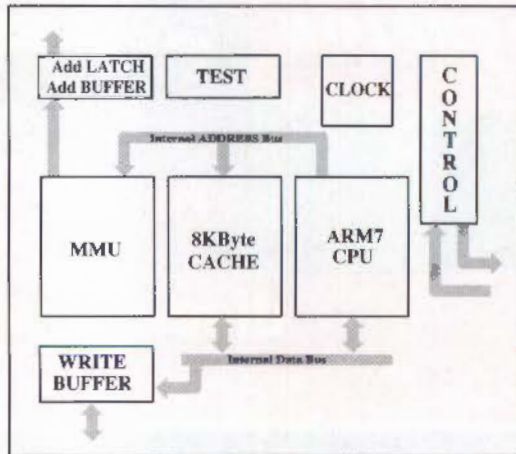 Add LATCH
Add BUFFER
TEST
CLOCK
CONTROL
Internal ADDRESS Bus
MMU
8KByte
CACHE
ARM7
CPU
Internal Data Bus
WRITE
BUFFER